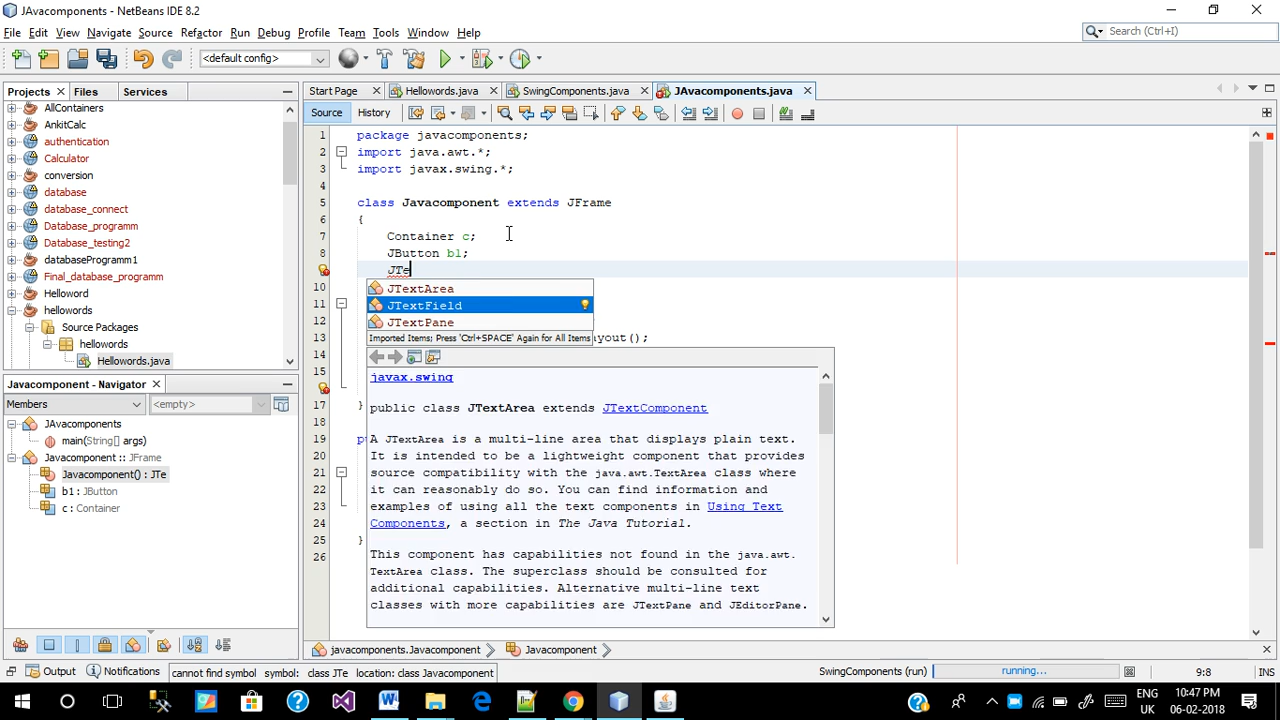 JAvacomponents - NetBeans IDE 8.2
File Edit View Navigate Source Refactor Run Debug Profile Team Tools Window Help
Search (Ctrl+I)
<default config>
Projects Files Services
Start Page Hellowords.java SwingComponents.java JAvacomponents.java
Source History
AllContainers
AnkitCalc
authentication
Calculator
conversion
database
database_connect
Database_programm
Database_testing2
databaseProgramm1
Final_database_programm
Helloword
hellowords
Source Packages
hellowords
Hellowords.java
1 package javacomponents;
2 import java.awt.*;
3 import javax.swing.*;
4
5 class Javacomponent extends JFrame
6 {
7 Container c;
8 JButton b1;
JTe
10
11
12
13 yout();
14
15
17 }
18
19 pu
20
21
22
23
24
25 }
26
JTextArea
JTextField
JTextPane
Imported Items; Press 'Ctrl+SPACE' Again for All Items
javax.swing
public class JTextArea extends JTextComponent
A JTextArea is a multi-line area that displays plain text.
It is intended to be a lightweight component that provides
source compatibility with the java.awt.TextArea class where
it can reasonably do so. You can find information and
examples of using all the text components in Using Text
Components, a section in The Java Tutorial.
This component has capabilities not found in the java.awt.
TextArea class. The superclass should be consulted for
additional capabilities. Alternative multi-line text
classes with more capabilities are JTextPane and JEditorPane.
Javacomponent - Navigator
Members <empty>
JAvacomponents
main(String[] args)
Javacomponent :: JFrame
Javacomponent() : JTe
b1 : JButton
c : Container
javacomponents.Javacomponent Javacomponent
Output Notifications cannot find symbol symbol: class JTe location: class Javacomponent
SwingComponents (run) running... 9:8 INS
ENG
UK
10:47 PM
06-02-2018